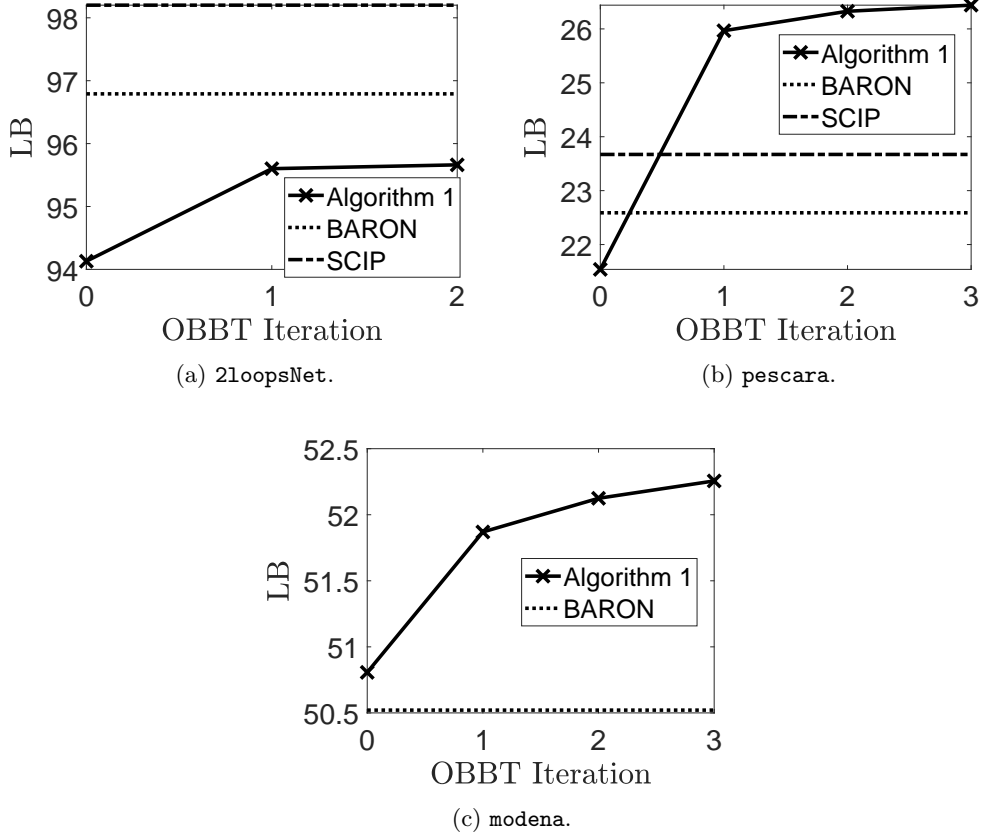 98
97
96
95
94
LB
0
1
2
OBBT Iteration
Algorithm 1
BARON
SCIP
(a) 2loopsNet.
26
25
24
23
22
LB
0
1
2
3
OBBT Iteration
Algorithm 1
BARON
SCIP
(b) pescara.
52.5
52
51.5
51
50.5
LB
0
1
2
3
OBBT Iteration
Algorithm 1
BARON
(c) modena.